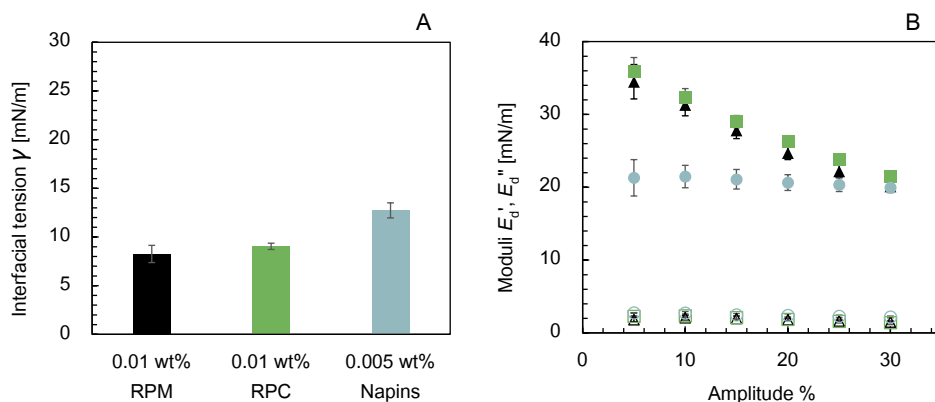 A
Interfacial tension γ [mN/m]
30
25
20
15
10
5
0
0.01 wt% 0.01 wt% 0.005 wt%
RPM RPC Napins
B
Moduli Ed', Ed'' [mN/m]
40
30
20
10
0
0 10 20 30
Amplitude %